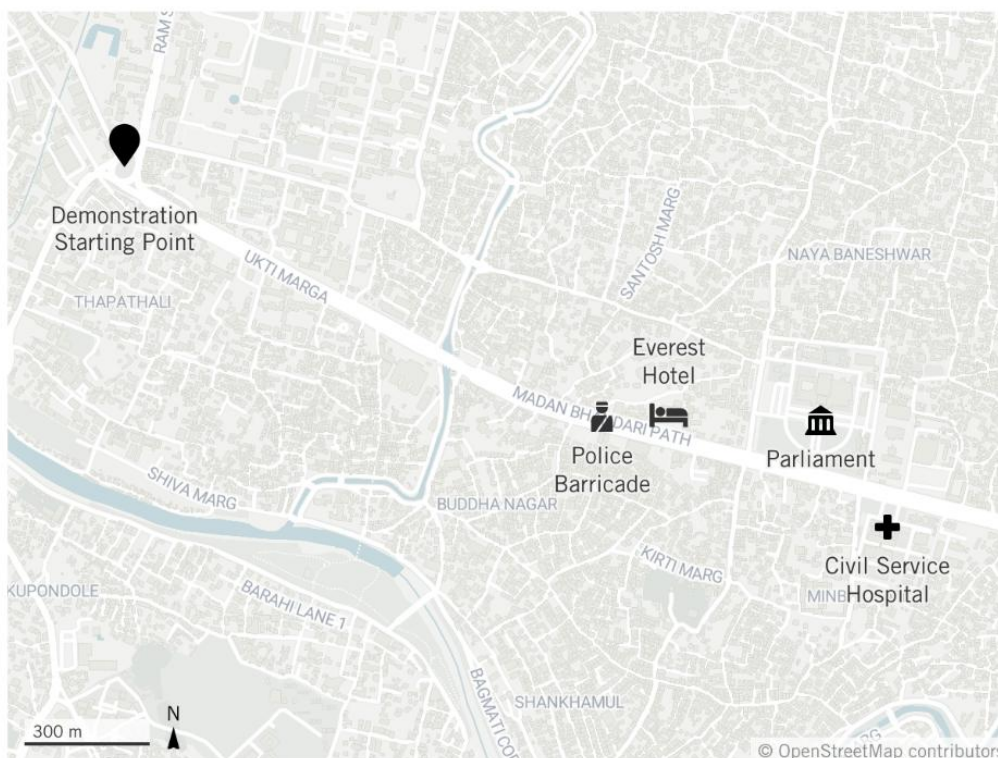 RAM S
Demonstration
Starting Point
UKTI MARGA
THAPATHALI
SANTOSH MARG
NAYA BANESHWAR
Everest
Hotel
MADAN BH DARI PATH
Police
Barricade
Parliament
SHIVA MARG
BUDDHA NAGAR
KIRTI MARG
Civil Service
MINB
Hospital
KUPONDOLE
BARAHI LANE 1
BAGMATI CO
SHANKHAMUL
ARG
300 m
N
© OpenStreetMap contributors